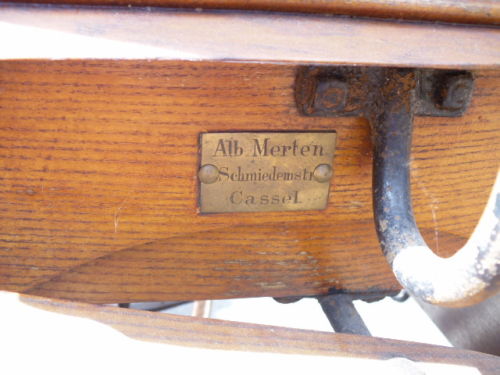 Alb. Merten
Schmiedemstr.
Cassel